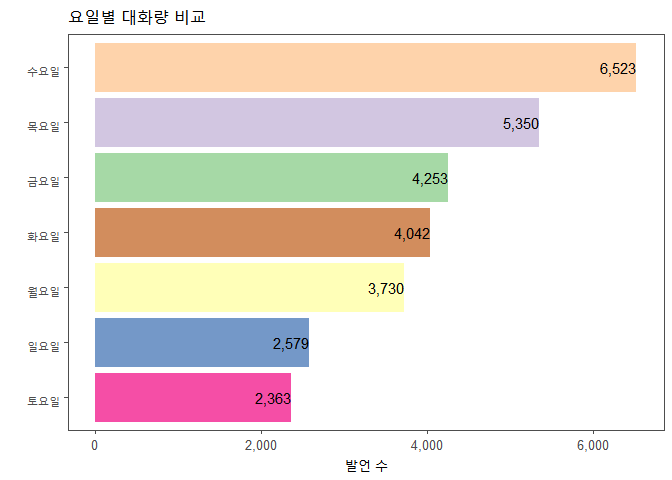 요일별 대화량 비교
수요일 6,523
목요일 5,350
금요일 4,253
화요일 4,042
월요일 3,730
일요일 2,579
토요일 2,363
0 2,000 4,000 6,000
발언 수